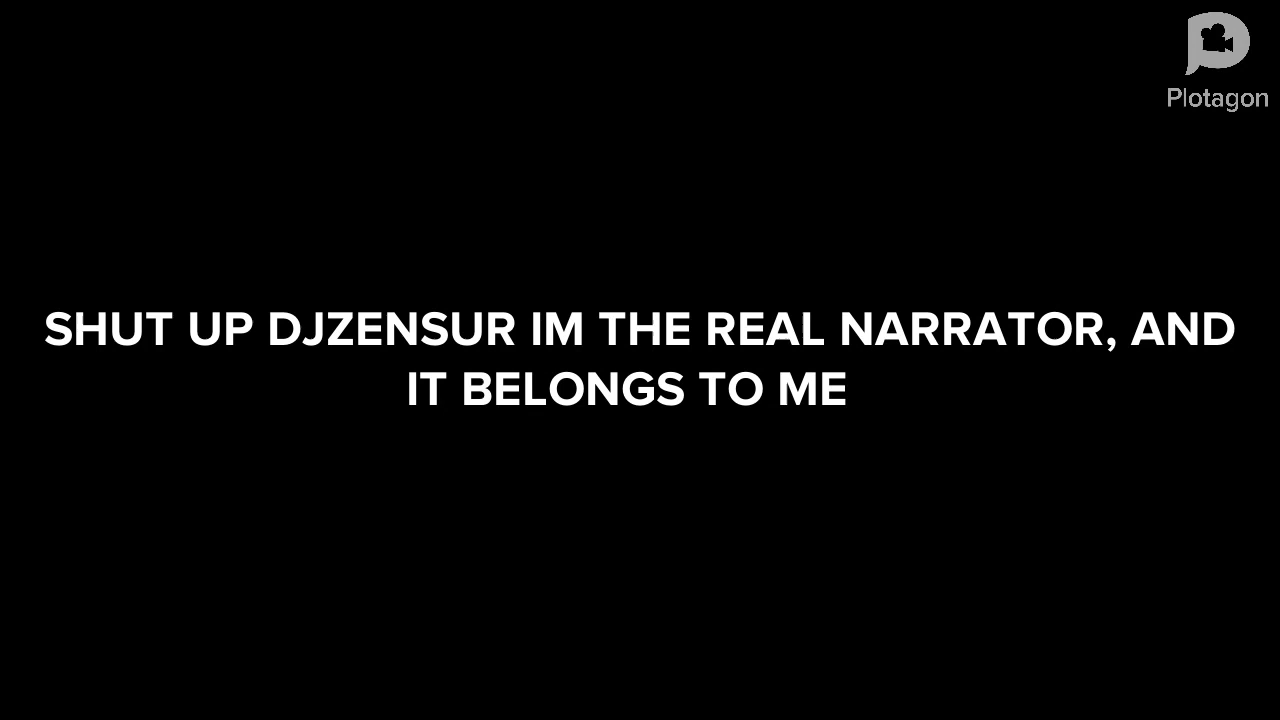 Plotagon
SHUT UP DJZENSUR IM THE REAL NARRATOR, AND
IT BELONGS TO ME